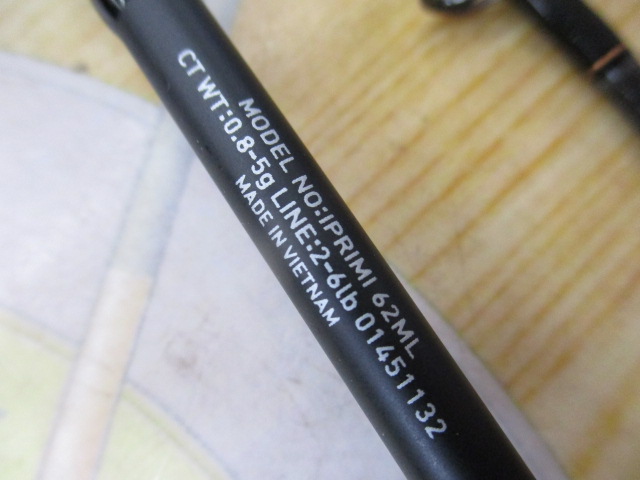 MODEL NO:IPRIMI 62ML
CT WT:0.8-5g LINE:2-6lb 01451132
MADE IN VIETNAM